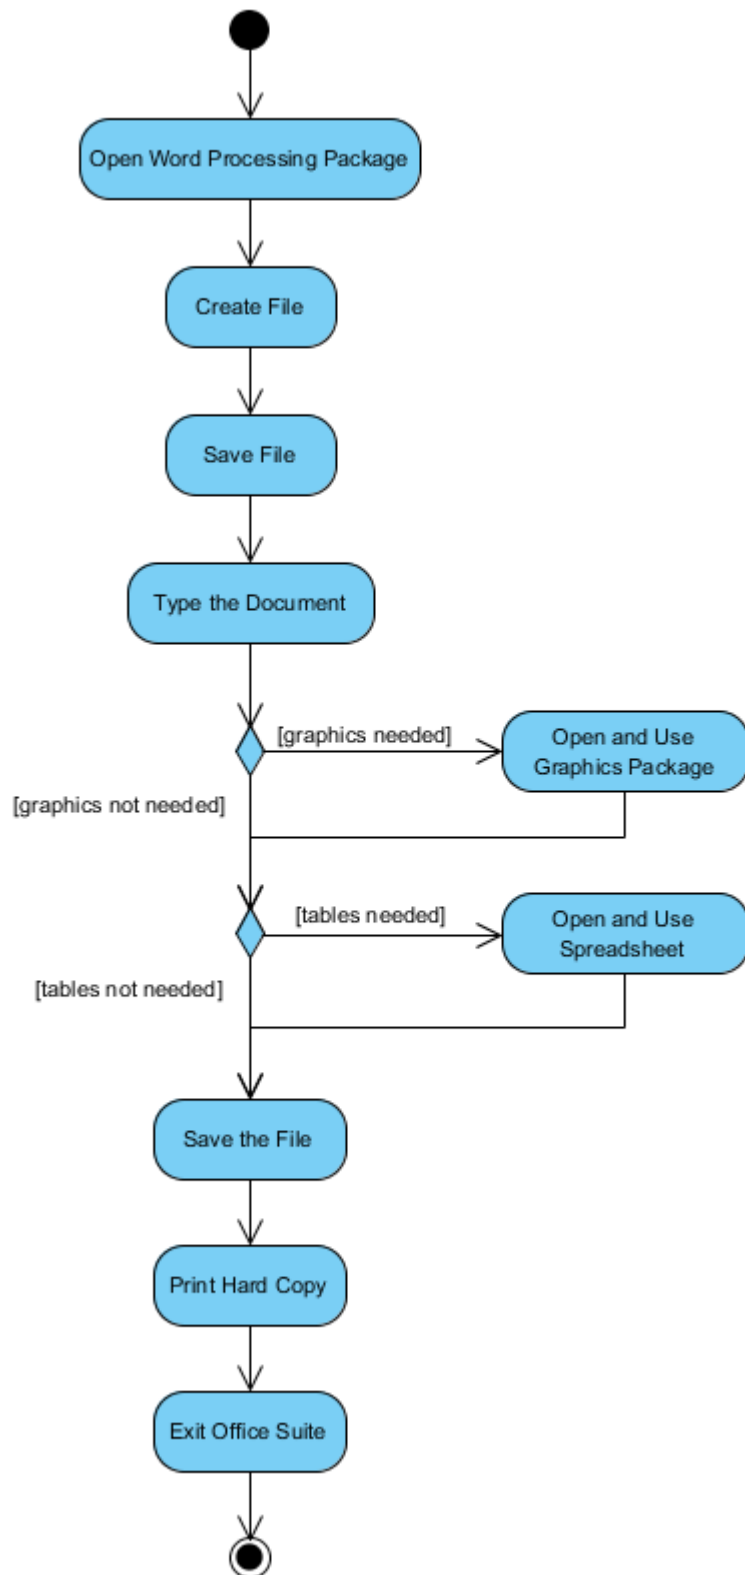 Open Word Processing Package
Create File
Save File
Type the Document
[graphics needed]
Open and Use
Graphics Package
[graphics not needed]
[tables needed]
Open and Use
Spreadsheet
[tables not needed]
Save the File
Print Hard Copy
Exit Office Suite